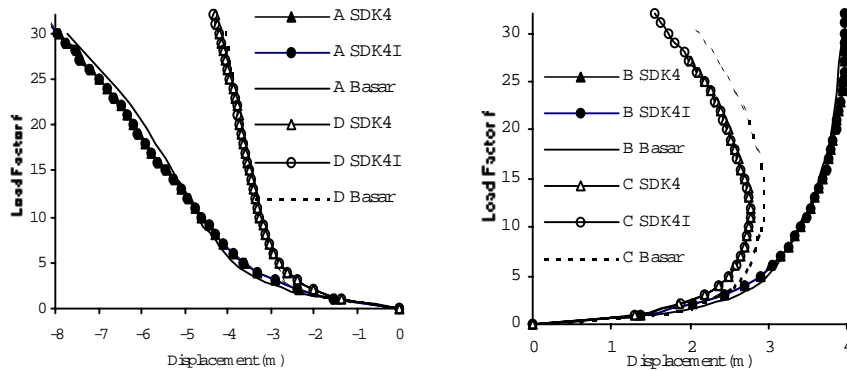 30
25
20
15
10
5
0
Load Factor f
-8 -7 -6 -5 -4 -3 -2 -1 0
Displacement (m)
A SDK4
A SDK4I
A Basar
D SDK4
D SDK4I
D Basar
30
25
20
15
10
5
0
Load Factor f
0 1 2 3 4
Displacement (m)
B SDK4
B SDK4I
B Basar
C SDK4
C SDK4I
C Basar